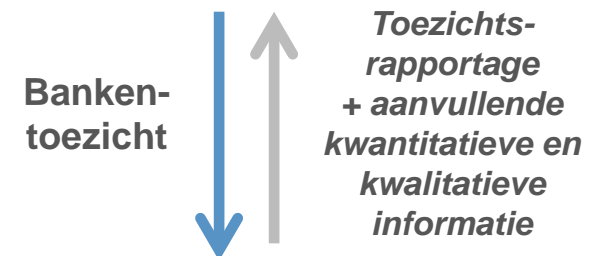 Banken-
toezicht
Toezichts-
rapportage
+ aanvullende
kwantitatieve en
kwalitatieve
informatie